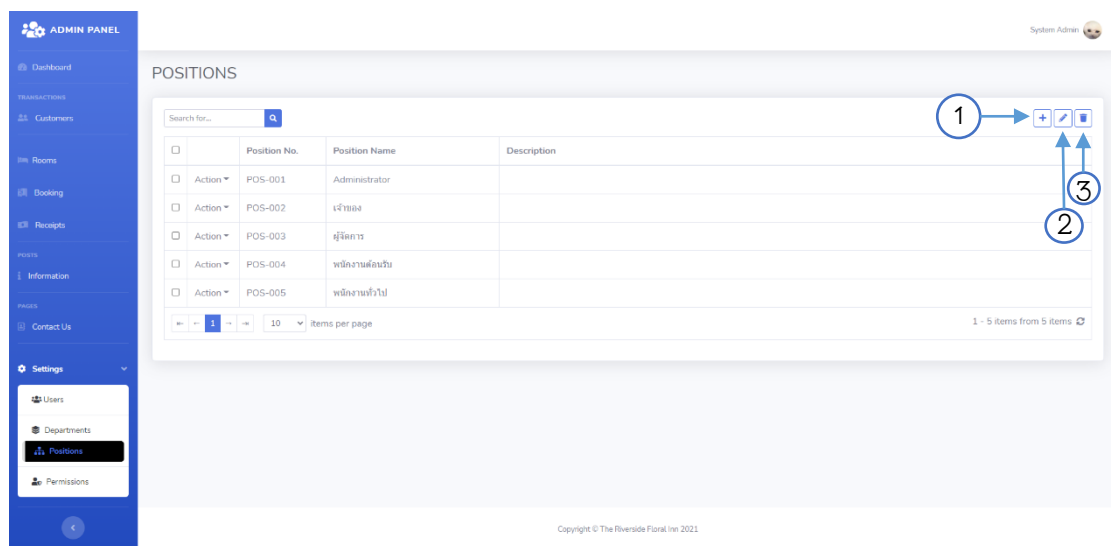 ADMIN PANEL
System Admin
Dashboard
POSITIONS
TRANSACTIONS
Customers
Search for...
1
Position No.
Position Name
Description
Rooms
Action
POS-001
Administrator
3
Booking
Action
POS-002
เจ้าของ
2
Receipts
Action
POS-003
ผู้จัดการ
POSTS
Information
Action
POS-004
พนักงานต้อนรับ
Action
POS-005
พนักงานทั่วไป
PAGES
Contact Us
1
10
items per page
1 - 5 items from 5 items
Settings
Users
Departments
Positions
Permissions
Copyright © The Riverside Floral Inn 2021